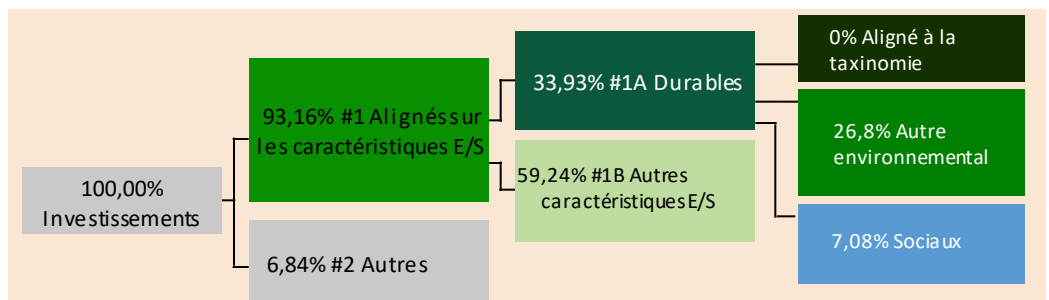 100,00%
Investissements
93,16% #1 Alignés sur
les caractéristiques E/S
6,84% #2 Autres
33,93% #1A Durables
59,24% #1B Autres
caractéristiques E/S
0% Aligné à la
taxinomie
26,8% Autre
environnemental
7,08% Sociaux